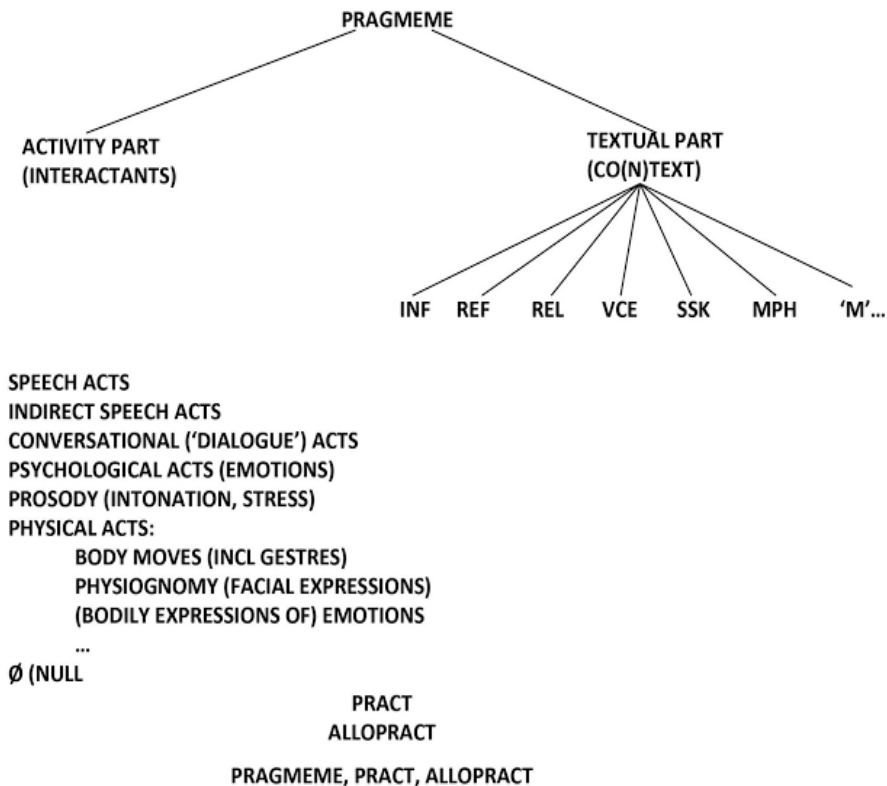 PRAGMEME
ACTIVITY PART
(INTERACTANTS)
TEXTUAL PART
(CO(N)TEXT)
INF REF REL VCE SSK MPH ‘M’...
SPEECH ACTS
INDIRECT SPEECH ACTS
CONVERSATIONAL (‘DIALOGUE’) ACTS
PSYCHOLOGICAL ACTS (EMOTIONS)
PROSODY (INTONATION, STRESS)
PHYSICAL ACTS:
BODY MOVES (INCL GESTRES)
PHYSIOGNOMY (FACIAL EXPRESSIONS)
(BODILY EXPRESSIONS OF) EMOTIONS
...
Ø (NULL
PRACT
ALLOPRACT
PRAGMEME, PRACT, ALLOPRACT